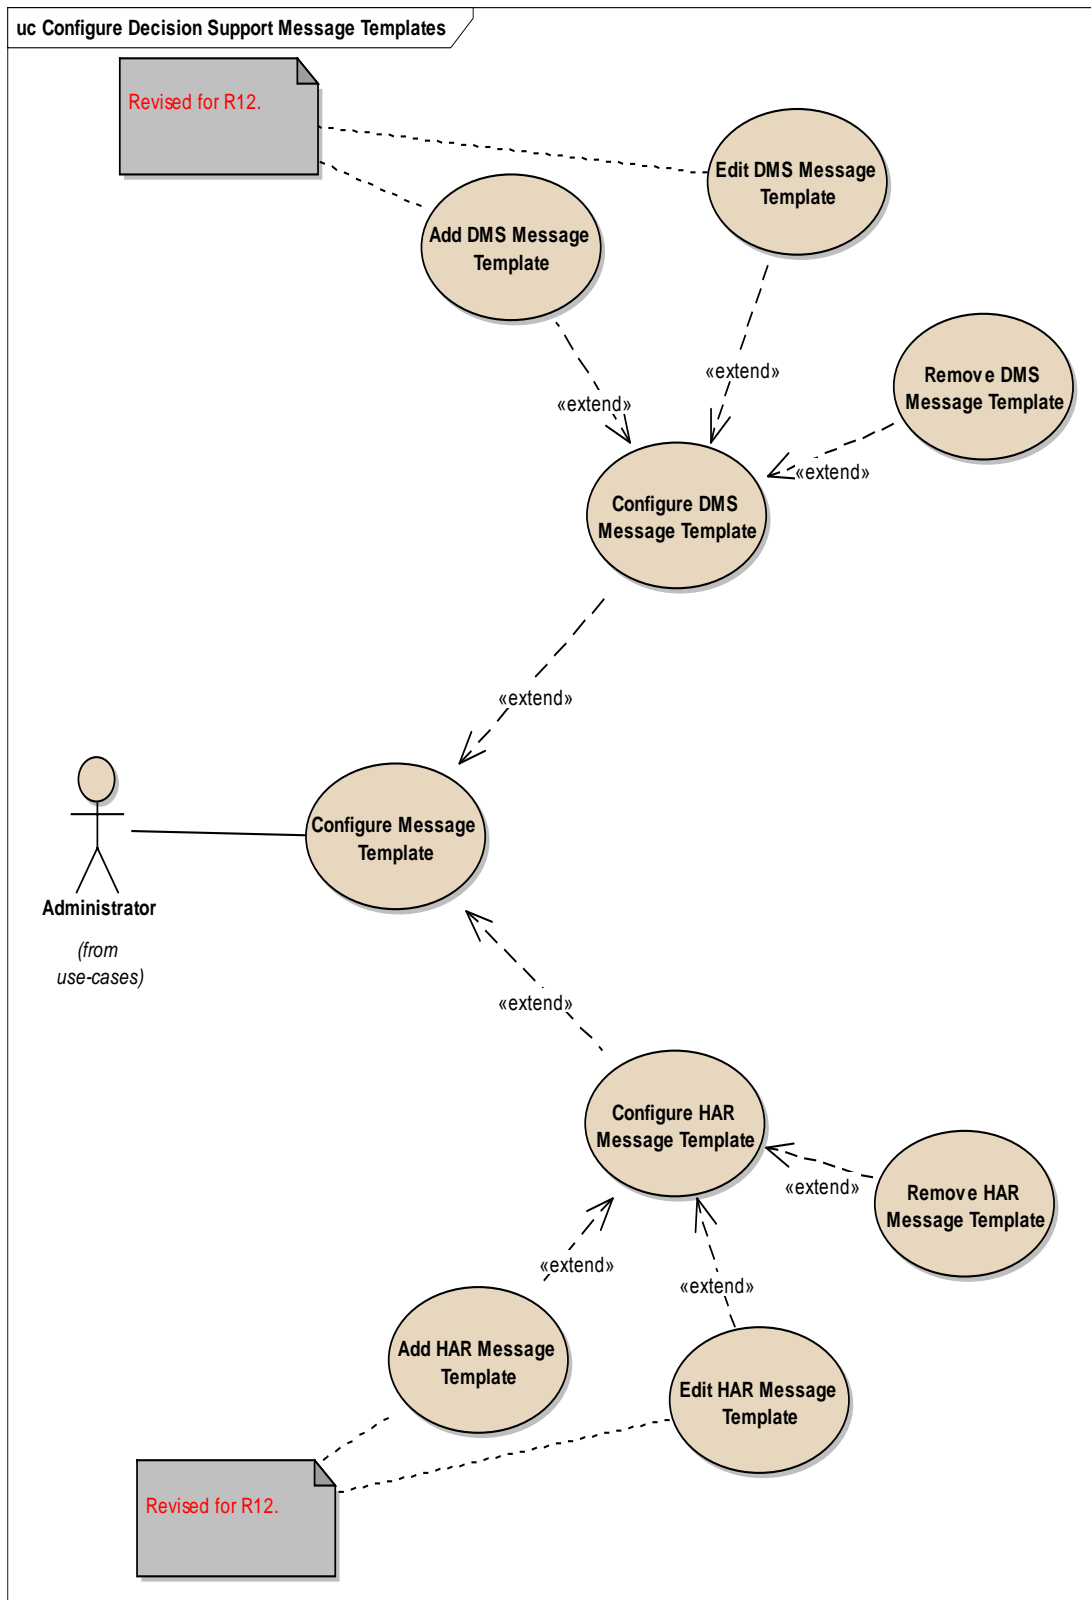 uc Configure Decision Support Message Templates
Revised for R12.
Edit DMS Message
Template
Add DMS Message
Template
Remove DMS
Message Template
«extend»
«extend»
«extend»
Configure DMS
Message Template
«extend»
Configure Message
Template
Administrator
(from
use-cases)
«extend»
Configure HAR
Message Template
Remove HAR
Message Template
«extend»
«extend»
«extend»
Add HAR Message
Template
Edit HAR Message
Template
Revised for R12.